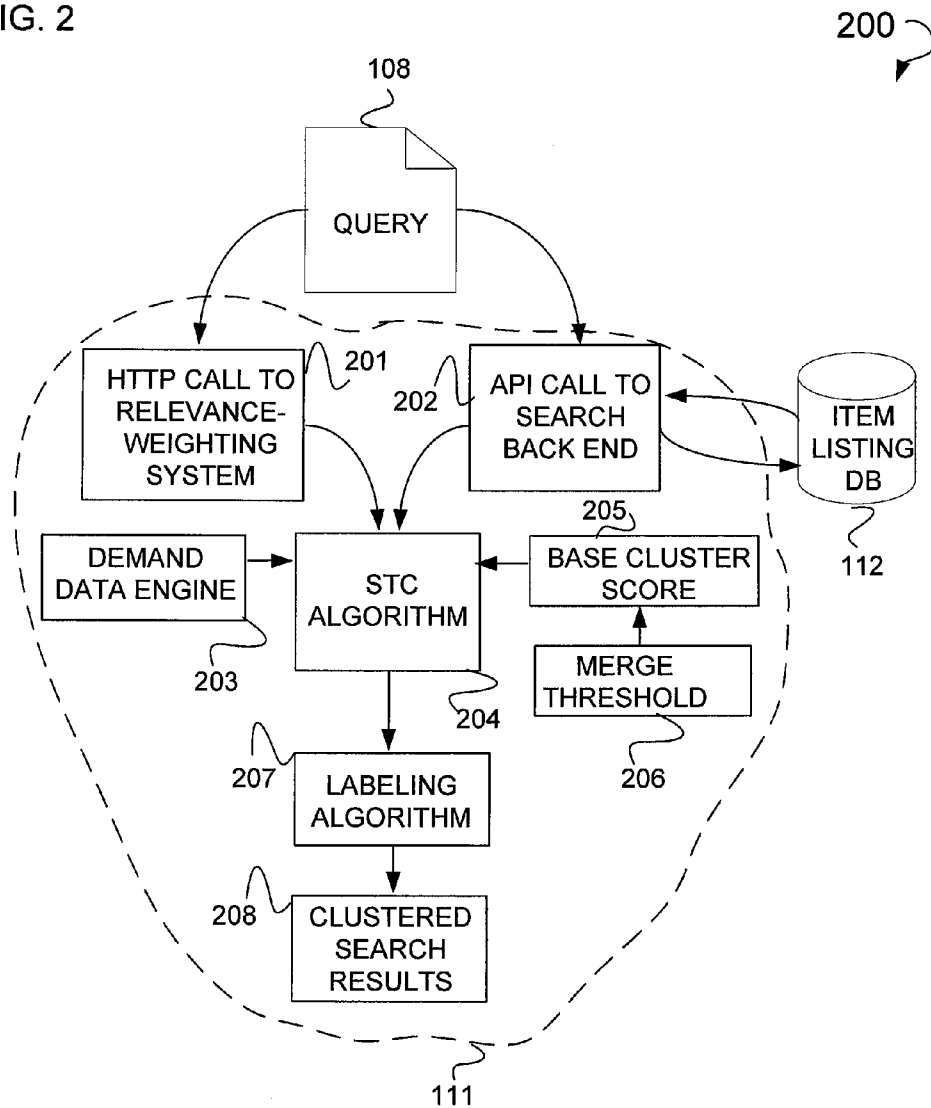 IG. 2
200
108
QUERY
HTTP CALL TO
RELEVANCE-
WEIGHTING
SYSTEM
201
202
API CALL TO
SEARCH
BACK END
ITEM
LISTING
DB
112
DEMAND
DATA ENGINE
203
STC
ALGORITHM
204
205
BASE CLUSTER
SCORE
MERGE
THRESHOLD
206
207
LABELING
ALGORITHM
208
CLUSTERED
SEARCH
RESULTS
111